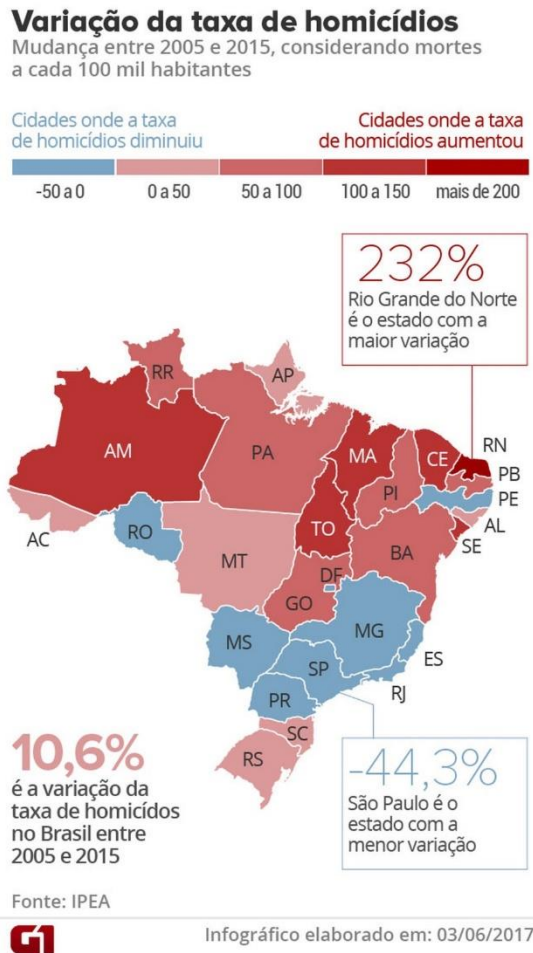 Variação da taxa de homicídios
Mudança entre 2005 e 2015, considerando mortes
a cada 100 mil habitantes
Cidades onde a taxa
de homicídios diminuiu
Cidades onde a taxa
de homicídios aumentou
-50 a 0
0 a 50
50 a 100
100 a 150
mais de 200
232%
Rio Grande do Norte
é o estado com a
maior variação
RR
AP
AM
PA
MA
CE
RN
PB
PI
PE
AL
SE
AC
RO
TO
BA
MT
DF
GO
MS
MG
ES
SP
RJ
PR
SC
RS
10,6%
é a variação da
taxa de homicídos
no Brasil entre
2005 e 2015
-44,3%
São Paulo é o
estado com a
menor variação
Fonte: IPEA
G1
Infográfico elaborado em: 03/06/2017